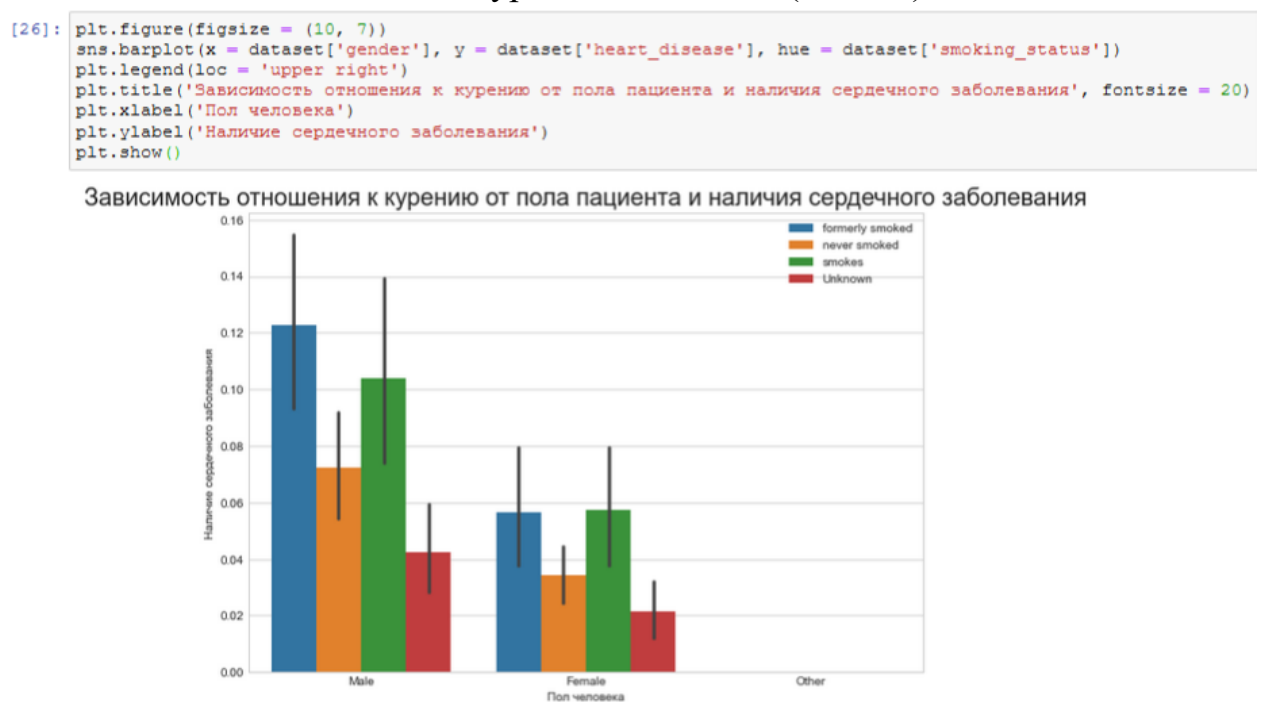 [26]: plt.figure(figsize = (10, 7))
sns.barplot(x = dataset['gender'], y = dataset['heart_disease'], hue = dataset['smoking_status'])
plt.legend(loc = 'upper right')
plt.title('Зависимость отношения к курению от пола пациента и наличия сердечного заболевания', fontsize = 20)
plt.xlabel('Пол человека')
plt.ylabel('Наличие сердечного заболевания')
plt.show()
Зависимость отношения к курению от пола пациента и наличия сердечного заболевания
formerly smoked
never smoked
smokes
Unknown
Наличие сердечного заболевания
0.16
0.14
0.12
0.10
0.08
0.06
0.04
0.02
0.00
Male Female Other
Пол человека